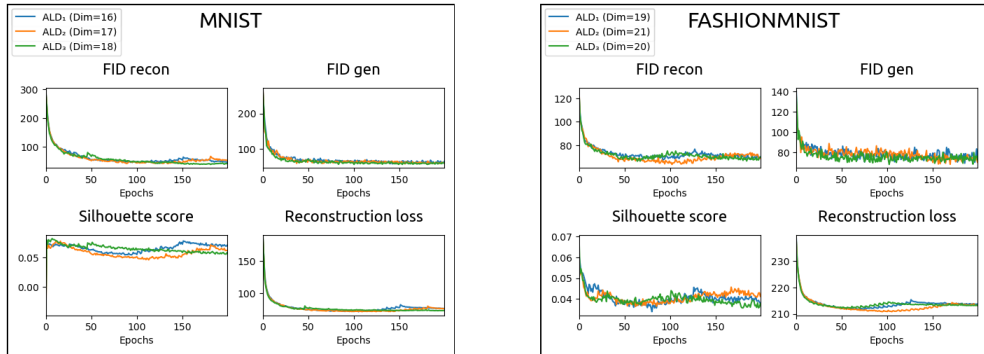 MNIST
ALD₁ (Dim=16)
ALD₂ (Dim=17)
ALD₃ (Dim=18)
FID recon
FID gen
300
200
100
0
50
100
150
Epochs
200
100
0
50
100
150
Epochs
Silhouette score
Reconstruction loss
0.05
0.00
0
50
100
150
Epochs
150
100
0
50
100
150
Epochs
FASHIONMNIST
ALD₁ (Dim=19)
ALD₂ (Dim=21)
ALD₃ (Dim=20)
FID recon
FID gen
120
100
80
0
50
100
150
Epochs
140
120
100
80
0
50
100
150
Epochs
Silhouette score
Reconstruction loss
0.07
0.06
0.05
0.04
0
50
100
150
Epochs
230
220
210
0
50
100
150
Epochs